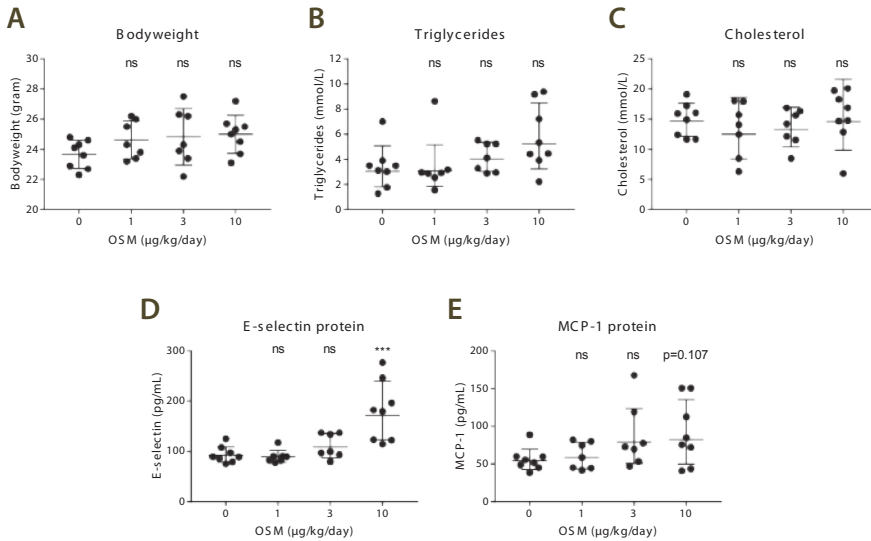 A
Bodyweight
ns ns ns
Bodyweight (gram)
30
28
26
24
22
20
0 1 3 10
OSM (µg/kg/day)
B
Triglycerides
ns ns ns
Triglycerides (mmol/L)
12
10
8
6
4
2
0
0 1 3 10
OSM (µg/kg/day)
C
Cholesterol
ns ns ns
Cholesterol (mmol/L)
25
20
15
10
5
0
0 1 3 10
OSM (µg/kg/day)
D
E-selectin protein
ns ns ***
E-selectin (pg/mL)
300
200
100
0
0 1 3 10
OSM (µg/kg/day)
E
MCP-1 protein
ns ns p=0.107
MCP-1 (pg/mL)
200
150
100
50
0
0 1 3 10
OSM (µg/kg/day)